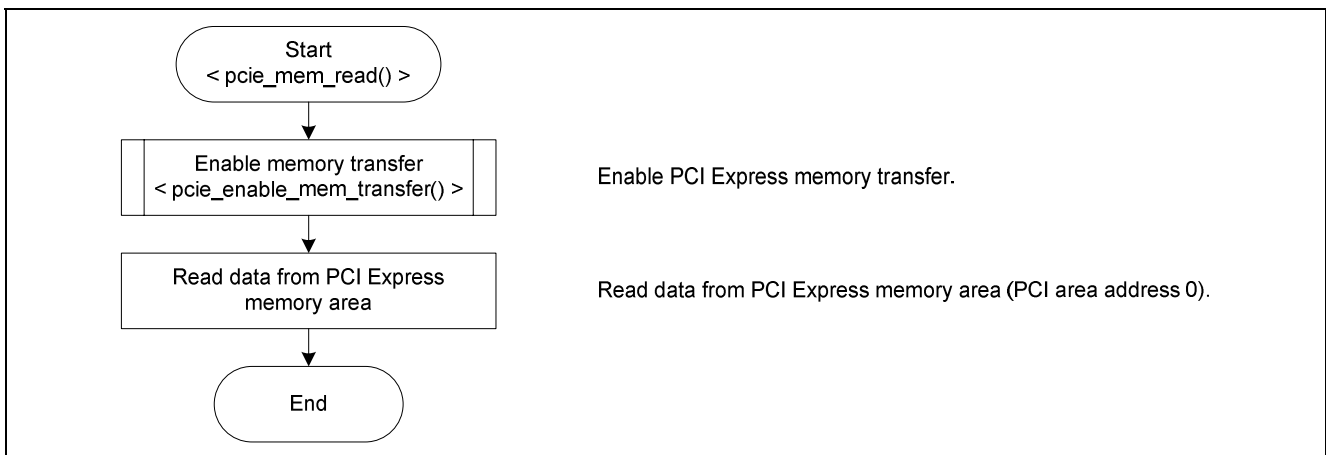 Start
< pcie_mem_read() >
Enable memory transfer
< pcie_enable_mem_transfer() >
Enable PCI Express memory transfer.
Read data from PCI Express
memory area
Read data from PCI Express memory area (PCI area address 0).
End